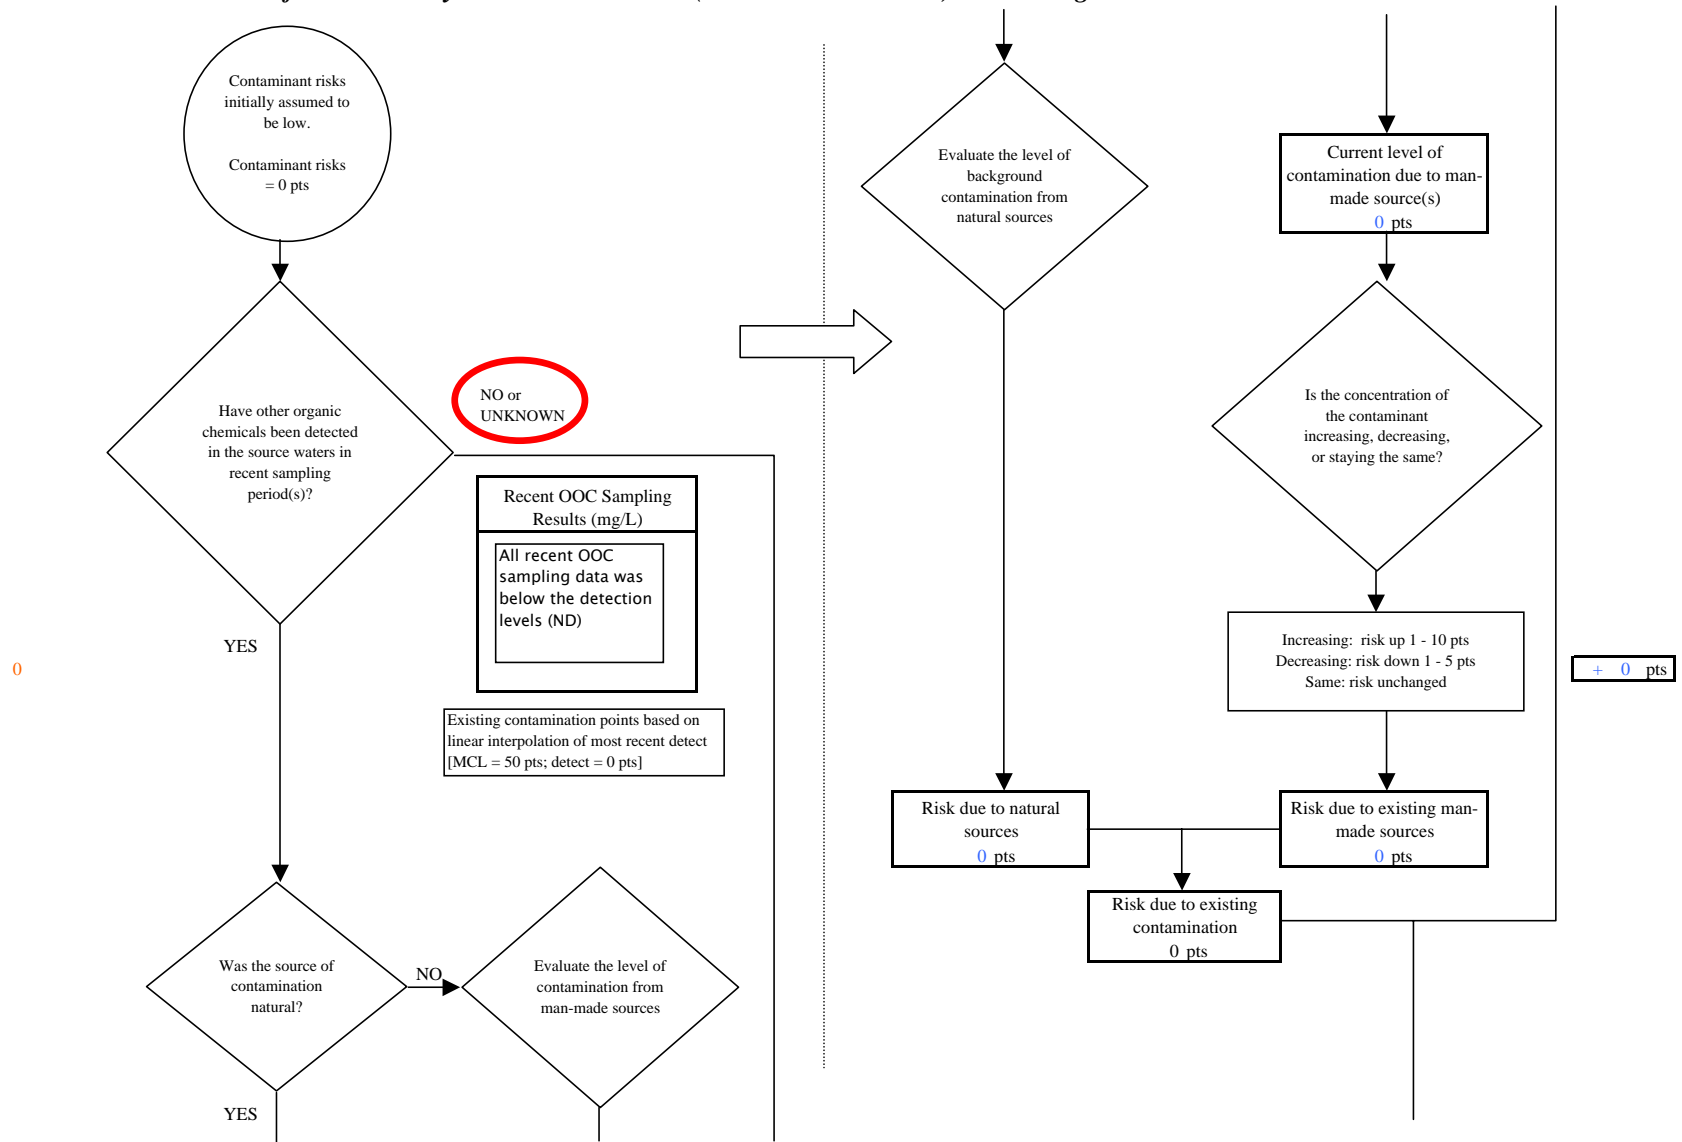 Contaminant risks
initially assumed to
be low.
Contaminant risks
= 0 pts
Have other organic
chemicals been detected
in the source waters in
recent sampling
period(s)?
NO or
UNKNOWN
Recent OOC Sampling
Results (mg/L)
All recent OOC
sampling data was
below the detection
levels (ND)
YES
0
Existing contamination points based on
linear interpolation of most recent detect
[MCL = 50 pts; detect = 0 pts]
Was the source of
contamination
natural?
NO
Evaluate the level of
contamination from
man-made sources
YES
Evaluate the level of
background
contamination from
natural sources
Current level of
contamination due to man-
made source(s)
0 pts
Is the concentration of
the contaminant
increasing, decreasing,
or staying the same?
Increasing: risk up 1 - 10 pts
Decreasing: risk down 1 - 5 pts
Same: risk unchanged
+ 0 pts
Risk due to natural
sources
0 pts
Risk due to existing man-
made sources
0 pts
Risk due to existing
contamination
0 pts